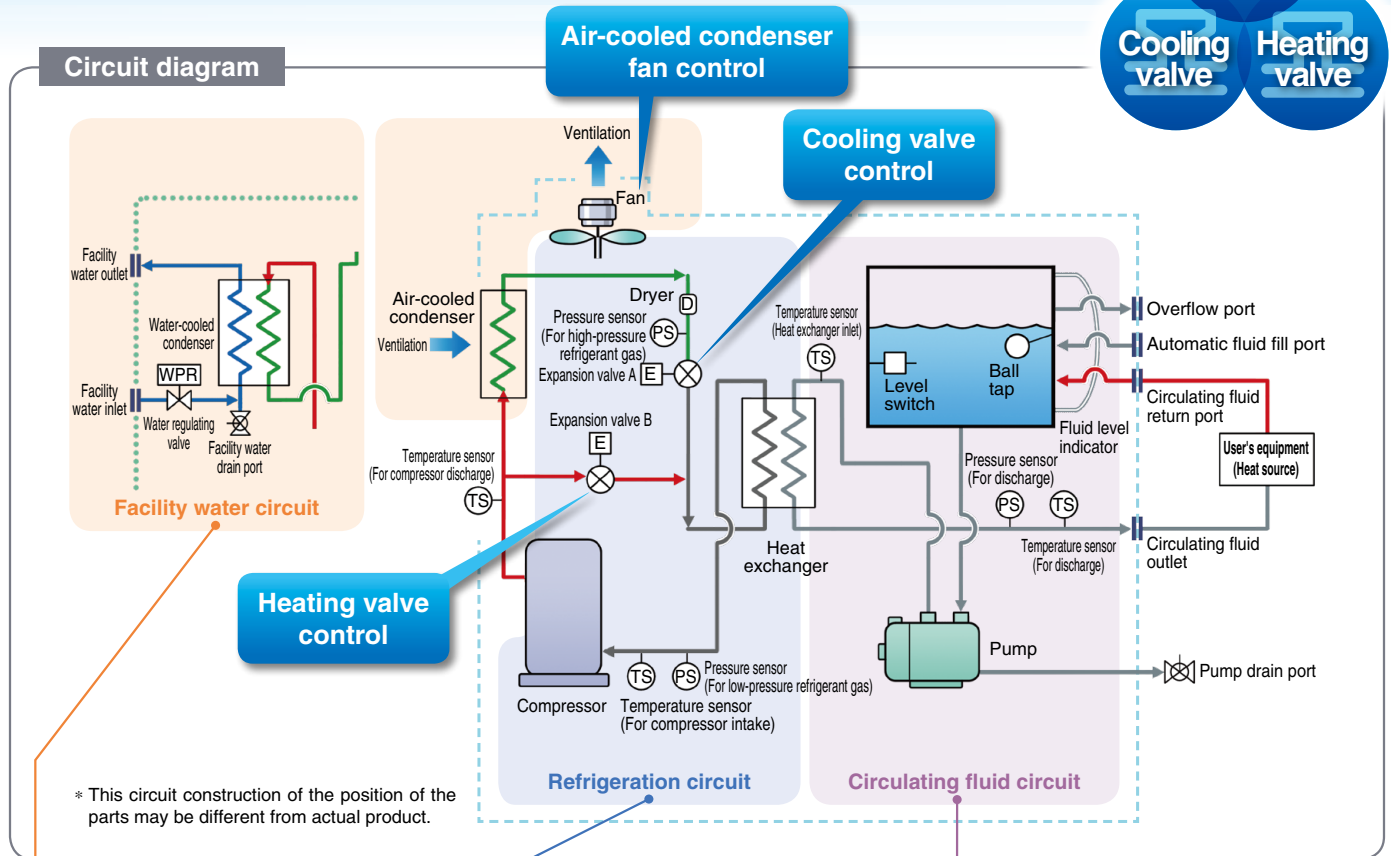 Circuit diagram
Air-cooled condenser
fan control
Cooling
valve
Heating
valve
Cooling valve
control
Ventilation
Fan
Facility
water outlet
Water-cooled
condenser
WPR
Facility
water inlet
Water regulating
valve
Facility water
drain port
Facility water circuit
Air-cooled
condenser
Ventilation
Dryer
D
Pressure sensor
(For high-pressure
refrigerant gas)
PS
Expansion valve A
E
Expansion valve B
E
Temperature sensor
(For compressor discharge)
TS
Heating valve
control
Compressor
TS
PS
Pressure sensor
(For low-pressure refrigerant gas)
Temperature sensor
(For compressor intake)
Heat
exchanger
Refrigeration circuit
Temperature sensor
(Heat exchanger inlet)
TS
Level
switch
Ball
tap
Fluid level
indicator
Overflow port
Automatic fluid fill port
Circulating fluid
return port
User's equipment
(Heat source)
Pressure sensor
(For discharge)
PS
TS
Temperature sensor
(For discharge)
Circulating fluid
outlet
Pump
Pump drain port
Circulating fluid circuit
* This circuit construction of the position of the
parts may be different from actual product.